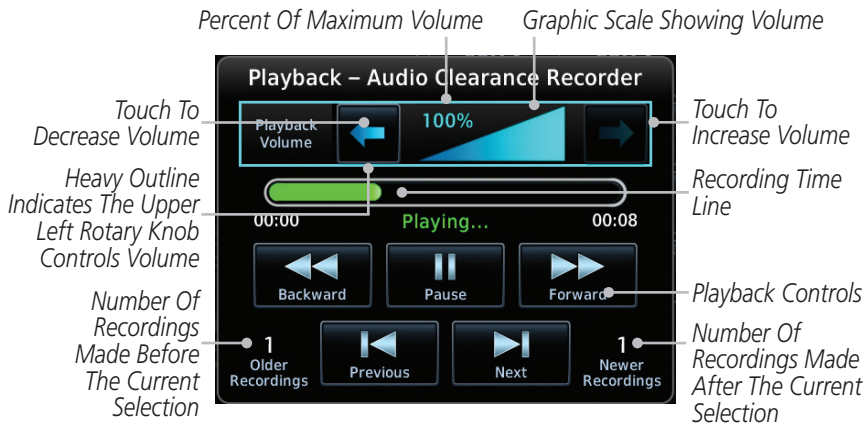 Percent Of Maximum Volume
Graphic Scale Showing Volume
Playback – Audio Clearance Recorder
Touch To
Decrease Volume
Playback
Volume
100%
Touch To
Increase Volume
Heavy Outline
Indicates The Upper
Left Rotary Knob
Controls Volume
Recording Time
Line
00:00
Playing...
00:08
Backward
Pause
Forward
Playback Controls
Number Of
Recordings
Made Before
The Current
Selection
1
Older
Recordings
Previous
Next
1
Newer
Recordings
Number Of
Recordings Made
After The Current
Selection